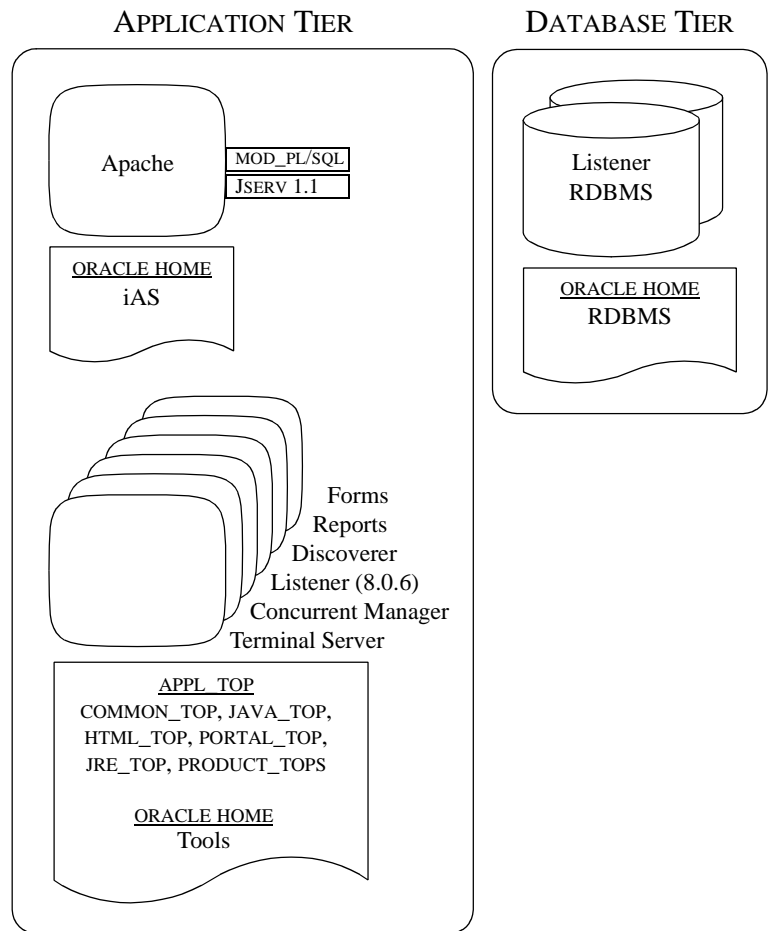 APPLICATION TIER
Apache
MOD_PL/SQL
JSERV 1.1
ORACLE HOME
iAS
Forms
Reports
Discoverer
Listener (8.0.6)
Concurrent Manager
Terminal Server
APPL_TOP
COMMON_TOP, JAVA_TOP,
HTML_TOP, PORTAL_TOP,
JRE_TOP, PRODUCT_TOPS
ORACLE HOME
Tools
DATABASE TIER
Listener
RDBMS
ORACLE HOME
RDBMS